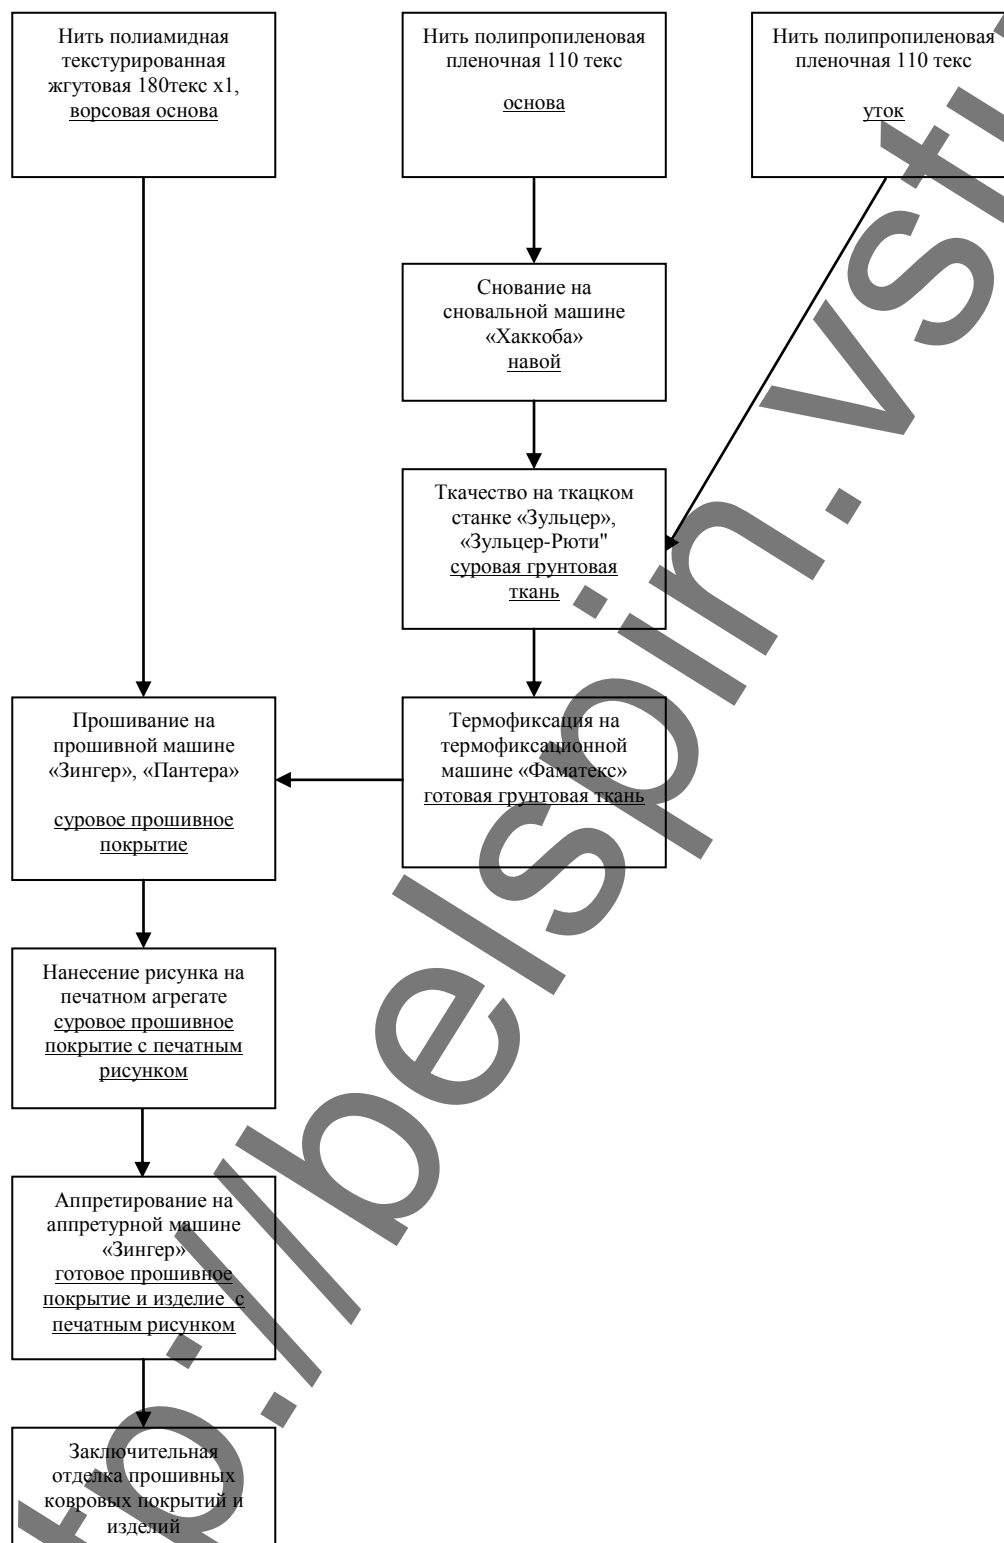 Нить полиамидная
текстурированная
жгутовая 180текс х1,
ворсовая основа
Нить полипропиленовая
пленочная 110 текс
основа
Нить полипропиленовая
пленочная 110 текс
уток
Снование на
сновальной машине
«Хаккоба»
навой
Ткачество на ткацком
станке «Зульцер»,
«Зульцер-Рюти"
суровая грунтовая
ткань
Прошивание на
прошивной машине
«Зингер», «Пантера»
суровое прошивное
покрытие
Термофиксация на
термофиксационной
машине «Фаматекс»
готовая грунтовая ткань
Нанесение рисунка на
печатном агрегате
суровое прошивное
покрытие с печатным
рисунком
Аппретирование на
аппретурной машине
«Зингер»
готовое прошивное
покрытие и изделие с
печатным рисунком
Заключительная
отделка прошивных
ковровых покрытий и
изделий
tp://belspin.vstu